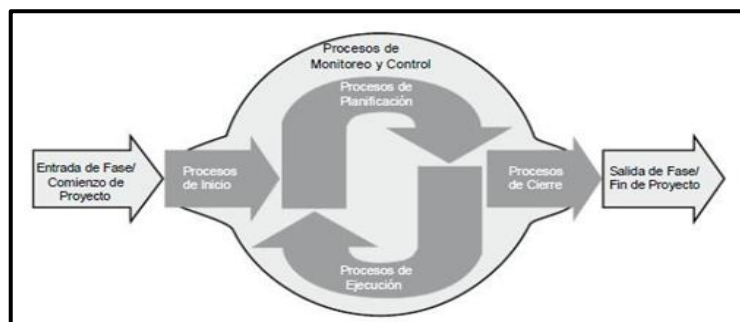 Procesos de
Monitoreo y Control
Procesos de
Planificación
Entrada de Fase/
Comienzo de
Proyecto
Procesos
de Inicio
Procesos
de Cierre
Salida de Fase/
Fin de Proyecto
Procesos de
Ejecución